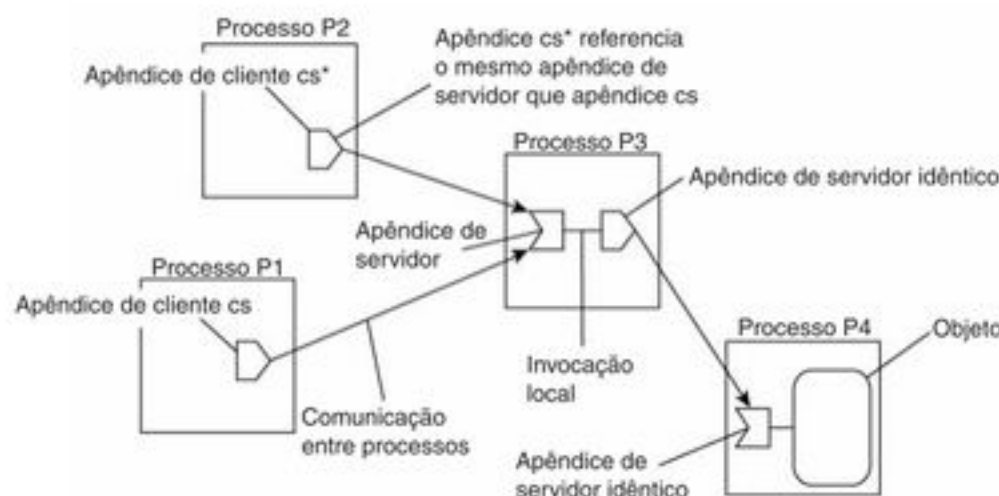 Processo P2
Apêndice de cliente cs*
Apêndice cs* referencia
o mesmo apêndice de
servidor que apêndice cs
Processo P3
Apêndice de servidor idêntico
Apêndice de
servidor
Processo P1
Apêndice de cliente cs
Processo P4
Objeto
Invocação
local
Comunicação
entre processos
Apêndice de
servidor idêntico